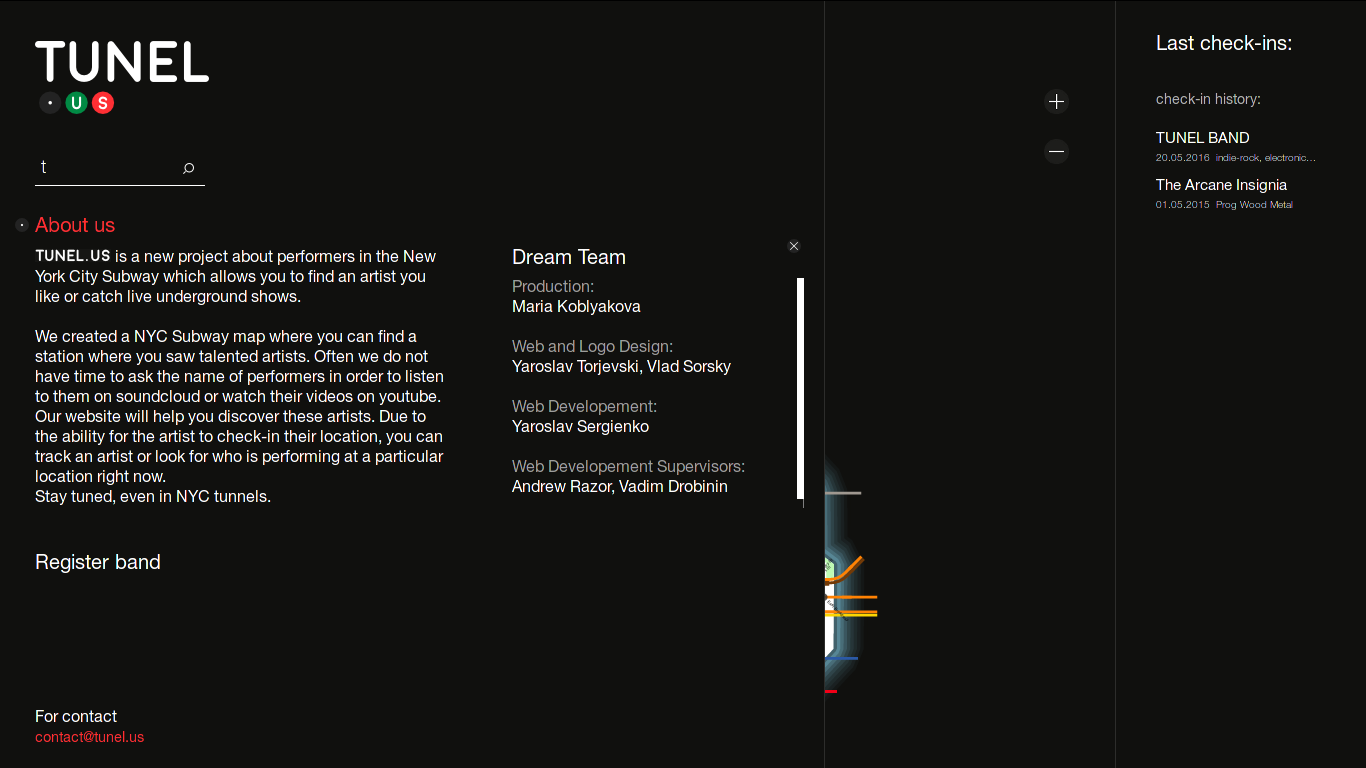 TUNEL
• U S
t
About us
TUNEL.US is a new project about performers in the New
York City Subway which allows you to find an artist you
like or catch live underground shows.
We created a NYC Subway map where you can find a
station where you saw talented artists. Often we do not
have time to ask the name of performers in order to listen
to them on soundcloud or watch their videos on youtube.
Our website will help you discover these artists. Due to
the ability for the artist to check-in their location, you can
track an artist or look for who is performing at a particular
location right now.
Stay tuned, even in NYC tunnels.
Register band
For contact
contact@tunel.us
Dream Team
Production:
Maria Koblyakova
Web and Logo Design:
Yaroslav Torjevski, Vlad Sorsky
Web Developement:
Yaroslav Sergienko
Web Developement Supervisors:
Andrew Razor, Vadim Drobinin
Last check-ins:
check-in history:
TUNEL BAND
20.05.2016 indie-rock, electronic...
The Arcane Insignia
01.05.2015 Prog Wood Metal